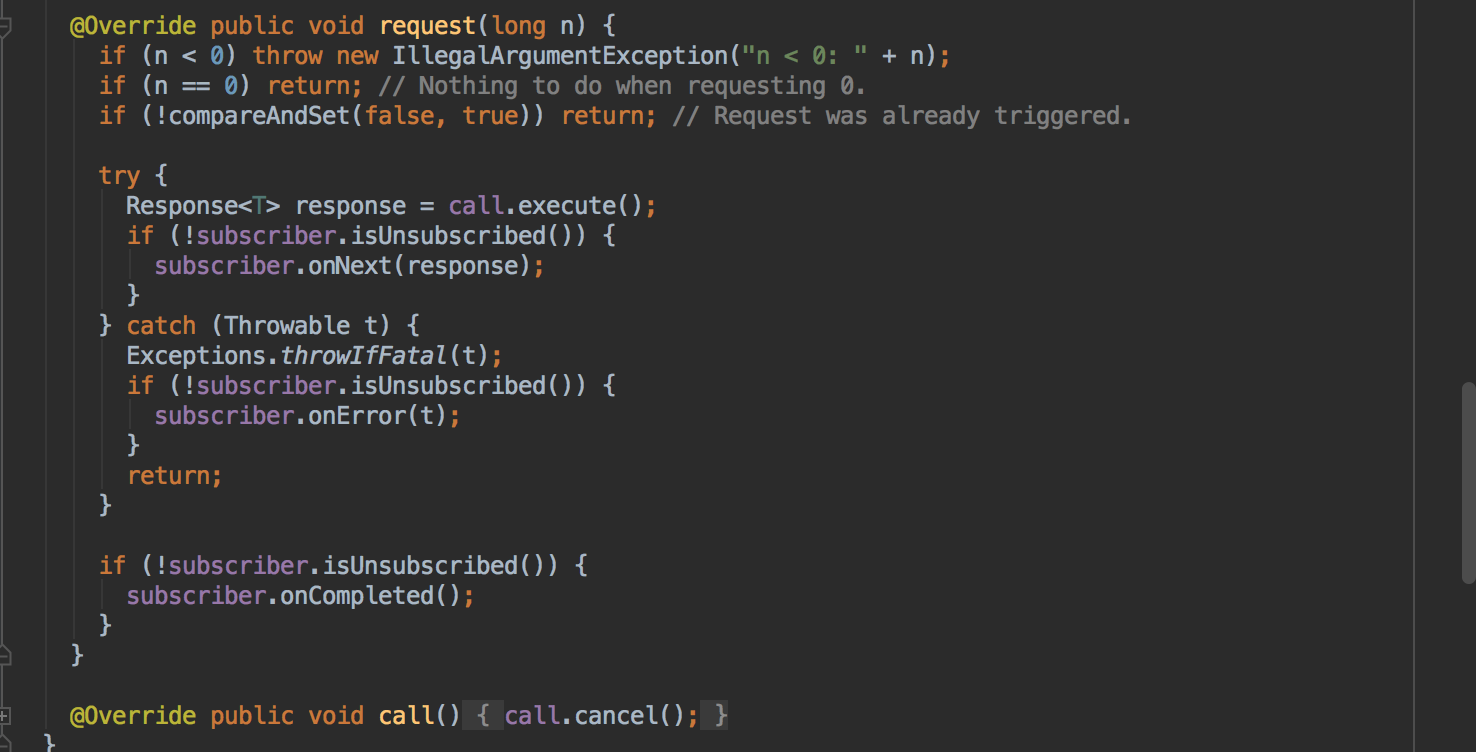 @Override public void request(long n) {
if (n < 0) throw new IllegalArgumentException("n < 0: " + n);
if (n == 0) return; // Nothing to do when requesting 0.
if (!compareAndSet(false, true)) return; // Request was already triggered.
try {
Response<T> response = call.execute();
if (!subscriber.isUnsubscribed()) {
subscriber.onNext(response);
}
} catch (Throwable t) {
Exceptions.throwIfFatal(t);
if (!subscriber.isUnsubscribed()) {
subscriber.onError(t);
}
return;
}
if (!subscriber.isUnsubscribed()) {
subscriber.onCompleted();
}
}
@Override public void call() { call.cancel(); }
}